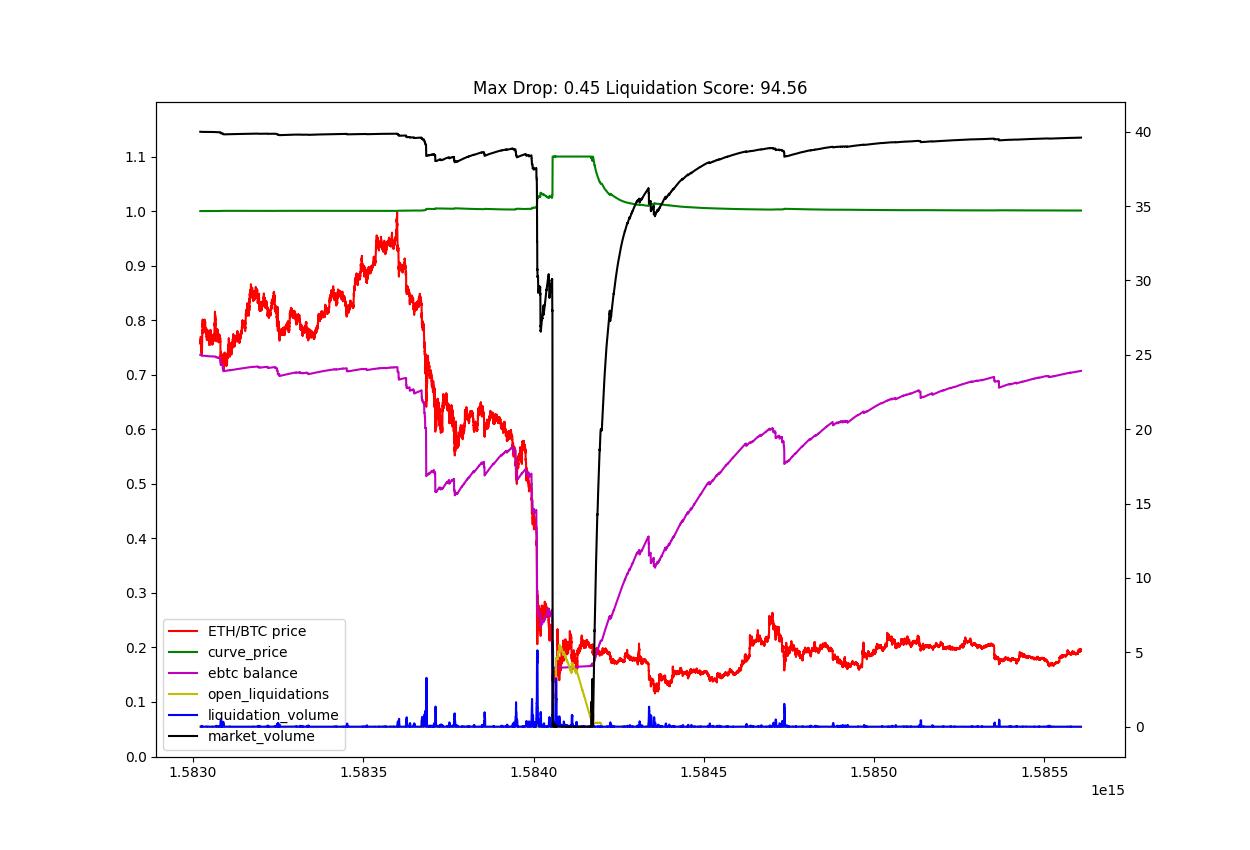 Max Drop: 0.45 Liquidation Score: 94.56
1.1
1.0
0.9
0.8
0.7
0.6
0.5
0.4
0.3
0.2
0.1
0.0
40
35
30
25
20
15
10
5
0
ETH/BTC price
curve_price
ebtc balance
open_liquidations
liquidation_volume
market_volume
1.5830 1.5835 1.5840 1.5845 1.5850 1.5855
1e15